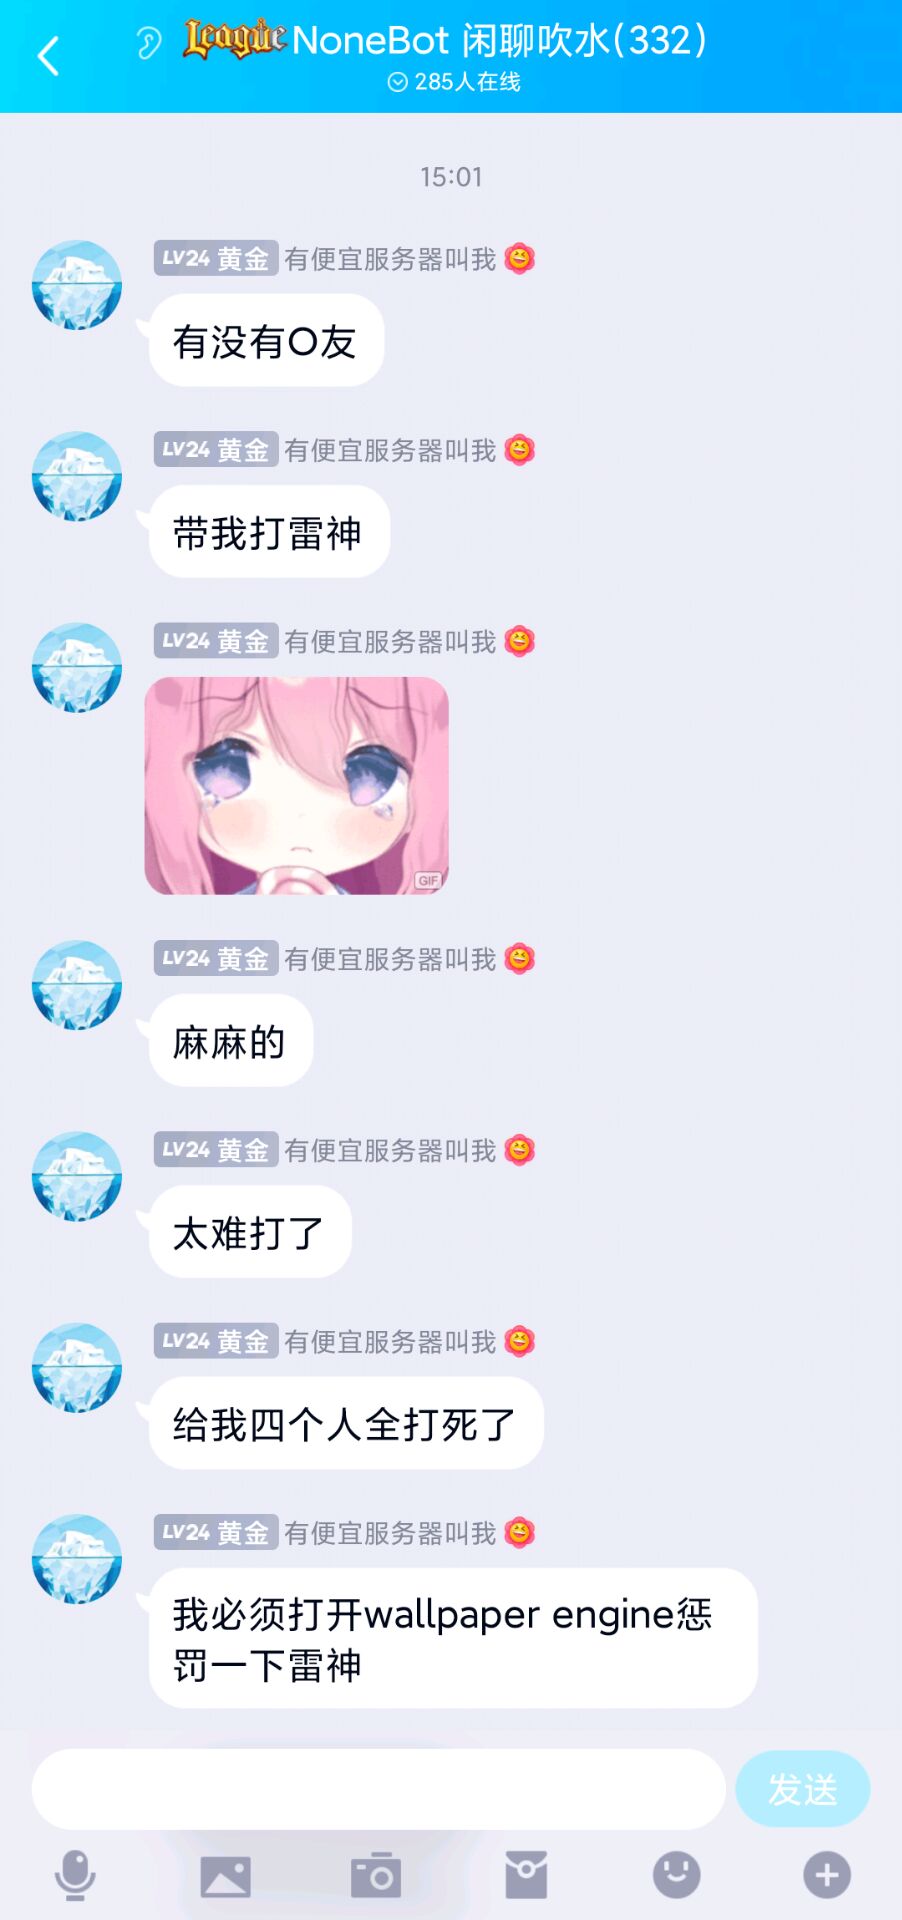 League NoneBot 闲聊吹水(332)
285人在线
15:01
LV24 黄金 有便宜服务器叫我
有没有O友
LV24 黄金 有便宜服务器叫我
带我打雷神
LV24 黄金 有便宜服务器叫我
GIF
LV24 黄金 有便宜服务器叫我
麻麻的
LV24 黄金 有便宜服务器叫我
太难打了
LV24 黄金 有便宜服务器叫我
给我四个人全打死了
LV24 黄金 有便宜服务器叫我
我必须打开wallpaper engine惩
罚一下雷神
发送